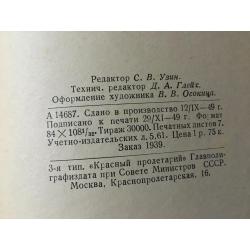 Редактор С. В. Узин.
Технич. редактор Д. А. Глейх.
Оформление художника В. В. Осокина.
А 14687. Сдано в производство 12/IX—49 г.
Подписано к печати 29/XI—49 г. Формат
84 × 108¹/₃₂. Тираж 30000. Печатных листов 7.
Учетно-издательских л. 5,61. Цена 1 р. 75 к.
Заказ 1939.
3-я тип. „Красный пролетарий" Главпо-
лиграфиздата при Совете Министров СССР.
Москва, Краснопролетарская, 16.